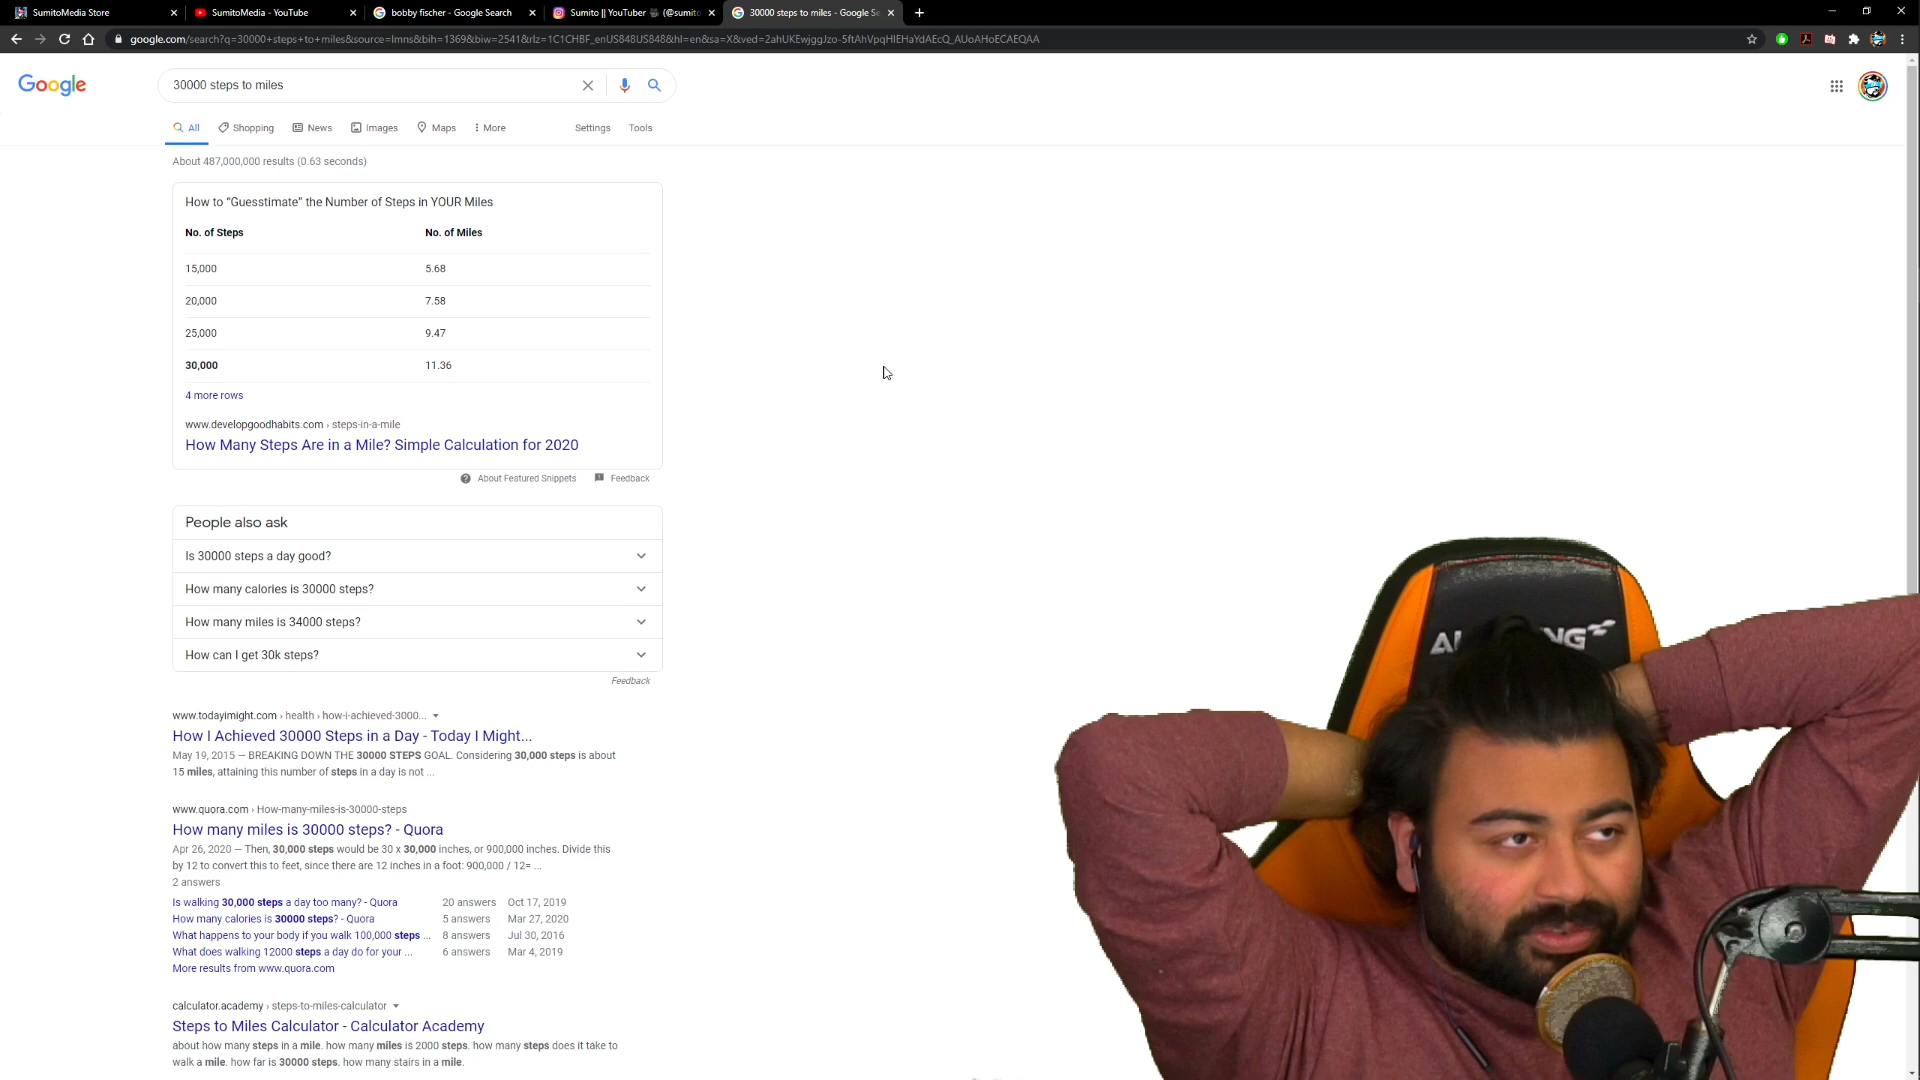 SumitoMedia Store
SumitoMedia - YouTube
bobby fischer - Google Search
Sumito || YouTuber
30000 steps to miles - Google Se
google.com/search?q=30000+steps+to+miles&source=lmns&bih=1369&biw=2541&rlz=1C1CHBF_enUS848US848&hl=en&sa=X&ved=2ahUKEwjggJzo-5ftAhVpqHIEHaYdAEcQ_AUoAHoECAEQAA
Google
30000 steps to miles
All
Shopping
News
Images
Maps
More
Settings
Tools
About 487,000,000 results (0.63 seconds)
How to “Guesstimate” the Number of Steps in YOUR Miles
No. of Steps No. of Miles
15,000 5.68
20,000 7.58
25,000 9.47
30,000 11.36
4 more rows
www.developgoodhabits.com › steps-in-a-mile
How Many Steps Are in a Mile? Simple Calculation for 2020
About Featured Snippets
Feedback
People also ask
Is 30000 steps a day good?
How many calories is 30000 steps?
How many miles is 34000 steps?
How can I get 30k steps?
Feedback
www.todayimight.com › health › how-i-achieved-3000...
How I Achieved 30000 Steps in a Day - Today I Might...
May 19, 2015 — BREAKING DOWN THE 30000 STEPS GOAL. Considering 30,000 steps is about
15 miles, attaining this number of steps in a day is not ...
www.quora.com › How-many-miles-is-30000-steps
How many miles is 30000 steps? - Quora
Apr 26, 2020 — Then, 30,000 steps would be 30 x 30,000 inches, or 900,000 inches. Divide this
by 12 to convert this to feet, since there are 12 inches in a foot: 900,000 / 12= ...
2 answers
Is walking 30,000 steps a day too many? - Quora 20 answers Oct 17, 2019
How many calories is 30000 steps? - Quora 5 answers Mar 27, 2020
What happens to your body if you walk 100,000 steps ... 8 answers Jul 30, 2016
What does walking 12000 steps a day do for your ... 6 answers Mar 4, 2019
More results from www.quora.com
calculator.academy › steps-to-miles-calculator
Steps to Miles Calculator - Calculator Academy
about how many steps in a mile. how many miles is 2000 steps. how many steps does it take to
walk a mile. how far is 30000 steps. how many stairs in a mile.